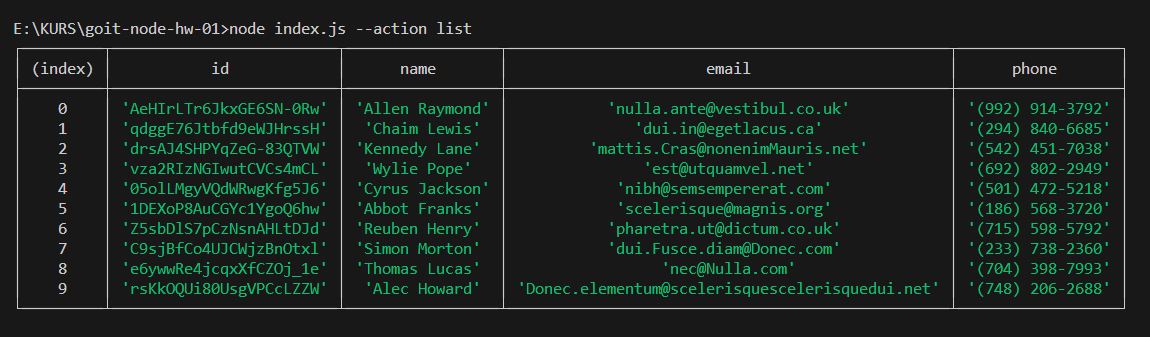 E:\KURS\goit-node-hw-01>node index.js --action list
(index) id name email phone
0 'AeHIrLTr6JkxGE6SN-0Rw' 'Allen Raymond' 'nulla.ante@vestibul.co.uk' '(992) 914-3792'
1 'qdggE76Jtbfd9eWJHrssH' 'Chaim Lewis' 'dui.in@egetlacus.ca' '(294) 840-6685'
2 'drsAJ4SHPYqZeG-83QTVW' 'Kennedy Lane' 'mattis.Cras@nonenimMauris.net' '(542) 451-7038'
3 'vza2RIzNGIwutCVCs4mCL' 'Wylie Pope' 'est@utquamvel.net' '(692) 802-2949'
4 '05olLMgyVQdWRwgKfg5J6' 'Cyrus Jackson' 'nibh@semsempererat.com' '(501) 472-5218'
5 '1DEXoP8AuCGYc1YgoQ6hw' 'Abbot Franks' 'scelerisque@magnis.org' '(186) 568-3720'
6 'Z5sbDlS7pCzNsnAHLtDJd' 'Reuben Henry' 'pharetra.ut@dictum.co.uk' '(715) 598-5792'
7 'C9sjBfCo4UJCWjzBnOtxl' 'Simon Morton' 'dui.Fusce.diam@Donec.com' '(233) 738-2360'
8 'e6ywwRe4jcqxXfCZOj_1e' 'Thomas Lucas' 'nec@Nulla.com' '(704) 398-7993'
9 'rsKkOQUi80UsgVPCcLZZW' 'Alec Howard' 'Donec.elementum@scelerisquescelerisquedui.net' '(748) 206-2688'